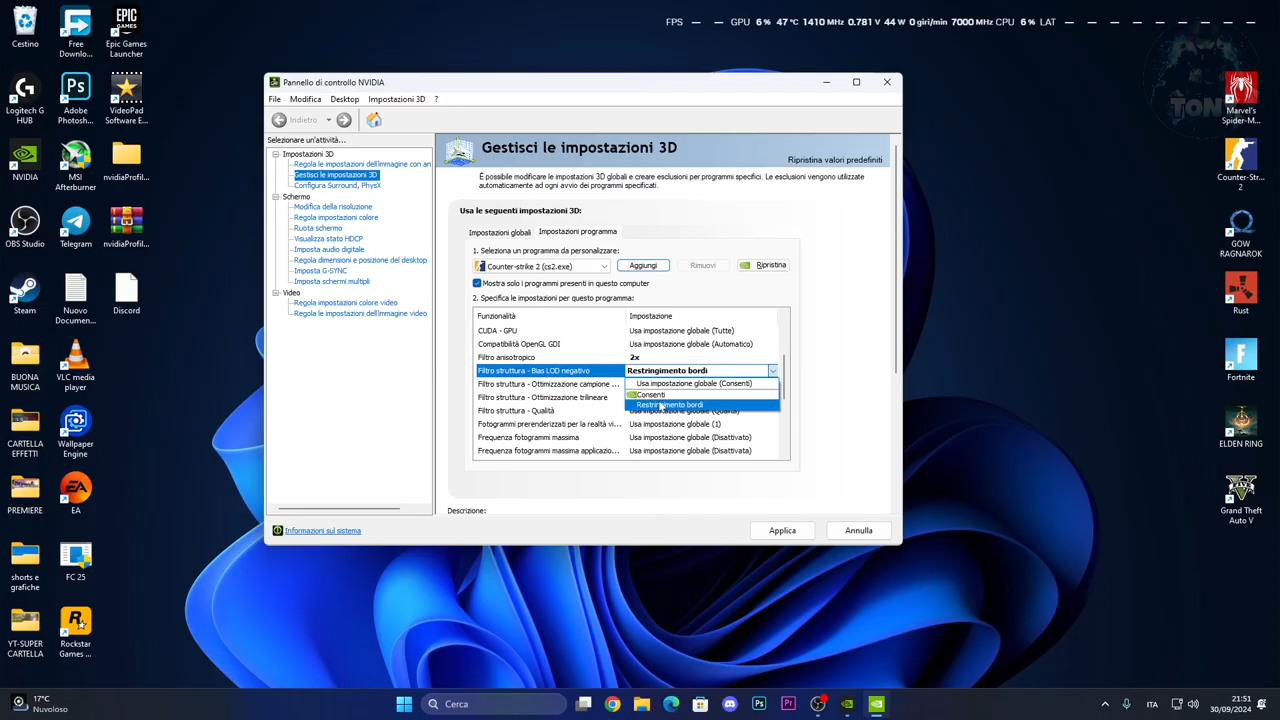 FPS — — — GPU 6 % 47 °C 1410 MHz 0.781 V 44 W 0 giri/min 7000 MHz CPU 6 % LAT — — — — — — — —
Cestino
Free
Downlo...
Epic Games
Launcher
Logitech G
HUB
Adobe
Photosh...
VideoPad
Software E...
NVIDIA
MSI
Afterburner
nvidiaProfil...
OBS Studio
Telegram
nvidiaProfil...
Steam
Nuovo
Documen...
Discord
BUONA
MUSICA
VLC media
player
CARTELLA
EFFETTI
Wallpaper
Engine
PREMIERE
EA
shorts e
grafiche
FC 25
YT-SUPER
CARTELLA
Rockstar
Games ...
Pannello di controllo NVIDIA
File Modifica Desktop Impostazioni 3D ?
Indietro
Selezionare un'attività...
Impostazioni 3D
Regola le impostazioni dell'immagine con an
Gestisci le impostazioni 3D
Configura Surround, PhysX
Schermo
Modifica della risoluzione
Regola impostazioni colore
Ruota schermo
Visualizza stato HDCP
Imposta audio digitale
Regola dimensioni e posizione del desktop
Imposta G-SYNC
Imposta schermi multipli
Video
Regola impostazioni colore video
Regola le impostazioni dell'immagine video
Informazioni sul sistema
Gestisci le impostazioni 3D
Ripristina valori predefiniti
È possibile modificare le impostazioni 3D globali e creare esclusioni per programmi specifici. Le esclusioni vengono utilizzate
automaticamente ad ogni avvio dei programmi specificati.
Usa le seguenti impostazioni 3D:
Impostazioni globali Impostazioni programma
1. Seleziona un programma da personalizzare:
Counter-strike 2 (cs2.exe) Aggiungi Rimuovi Ripristina
Mostra solo i programmi presenti in questo computer
2. Specifica le impostazioni per questo programma:
Funzionalità Impostazione
CUDA - GPU Usa impostazione globale (Tutte)
Compatibilità OpenGL GDI Usa impostazione globale (Automatico)
Filtro anisotropico 2x
Filtro struttura - Bias LOD negativo Restringimento bordi
Filtro struttura - Ottimizzazione campione ... Usa impostazione globale (Consenti)
Consenti
Filtro struttura - Ottimizzazione trilineare Restringimento bordi
Filtro struttura - Qualità Usa impostazione globale (Qualità)
Fotogrammi prerenderizzati per la realtà vi... Usa impostazione globale (1)
Frequenza fotogrammi massima Usa impostazione globale (Disattivato)
Frequenza fotogrammi massima applicazio... Usa impostazione globale (Disattivata)
Descrizione:
Applica Annulla
TON
Marvel's
Spider-M...
Counter-Str...
2
GOW
RAGNAROK
Rust
Fortnite
ELDEN RING
Grand Theft
Auto V
17°C
Nuvoloso
Cerca
ITA
21:51
30/09/2024